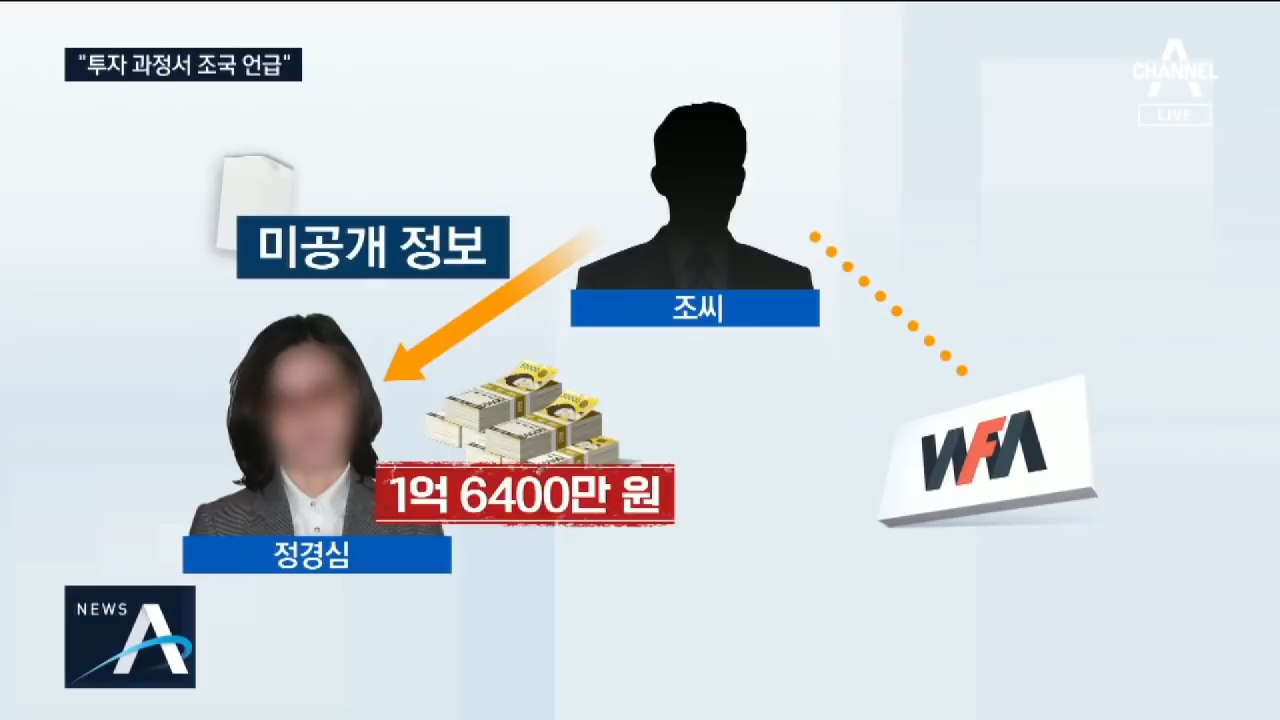 "투자 과정서 조국 언급"
CHANNEL A
LIVE
미공개 정보
조씨
WFM
1억 6400만 원
정경심
NEWS A